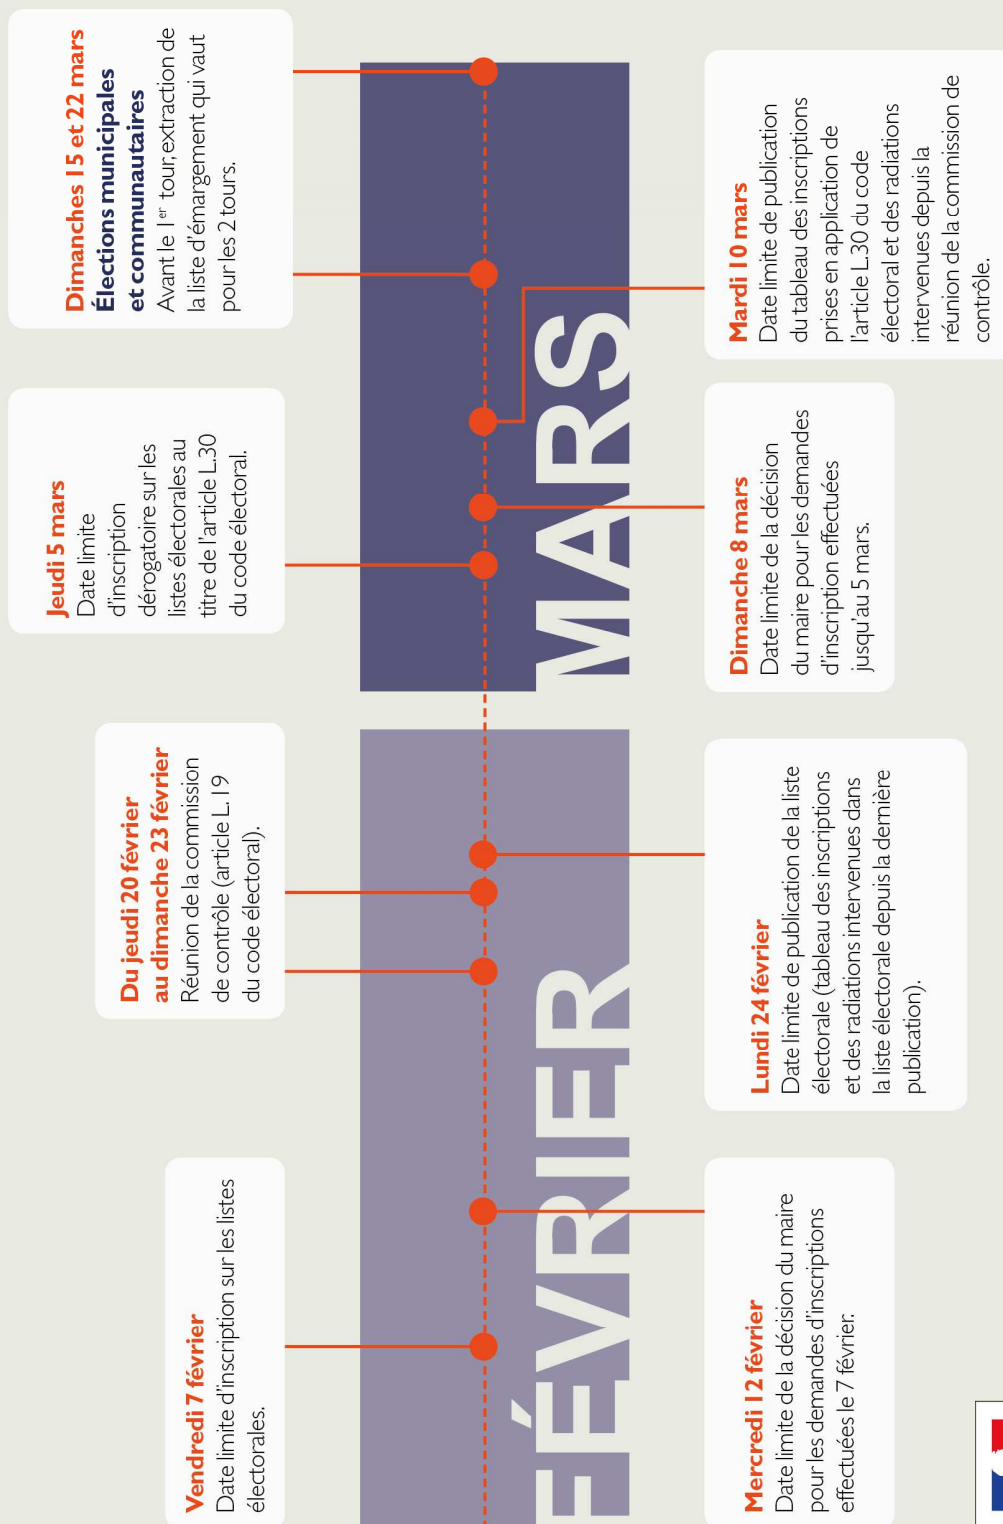 Vendredi 7 février
Date limite d'inscription sur les listes
électorales.
Du jeudi 20 février
au dimanche 23 février
Réunion de la commission
de contrôle (article L.19
du code électoral).
Jeudi 5 mars
Date limite
d'inscription
dérogatoire sur les
listes électorales au
titre de l'article L.30
du code électoral.
Dimanches 15 et 22 mars
Élections municipales
et communautaires
Avant le 1er tour, extraction de
la liste d'émargement qui vaut
pour les 2 tours.
FÉVRIER
MARS
Mercredi 12 février
Date limite de la décision du maire
pour les demandes d'inscriptions
effectuées le 7 février.
Lundi 24 février
Date limite de publication de la liste
électorale (tableau des inscriptions
et des radiations intervenues dans
la liste électorale depuis la dernière
publication).
Dimanche 8 mars
Date limite de la décision
du maire pour les demandes
d'inscription effectuées
jusqu'au 5 mars.
Mardi 10 mars
Date limite de publication
du tableau des inscriptions
prises en application de
l'article L.30 du code
électoral et des radiations
intervenues depuis la
réunion de la commission de
contrôle.